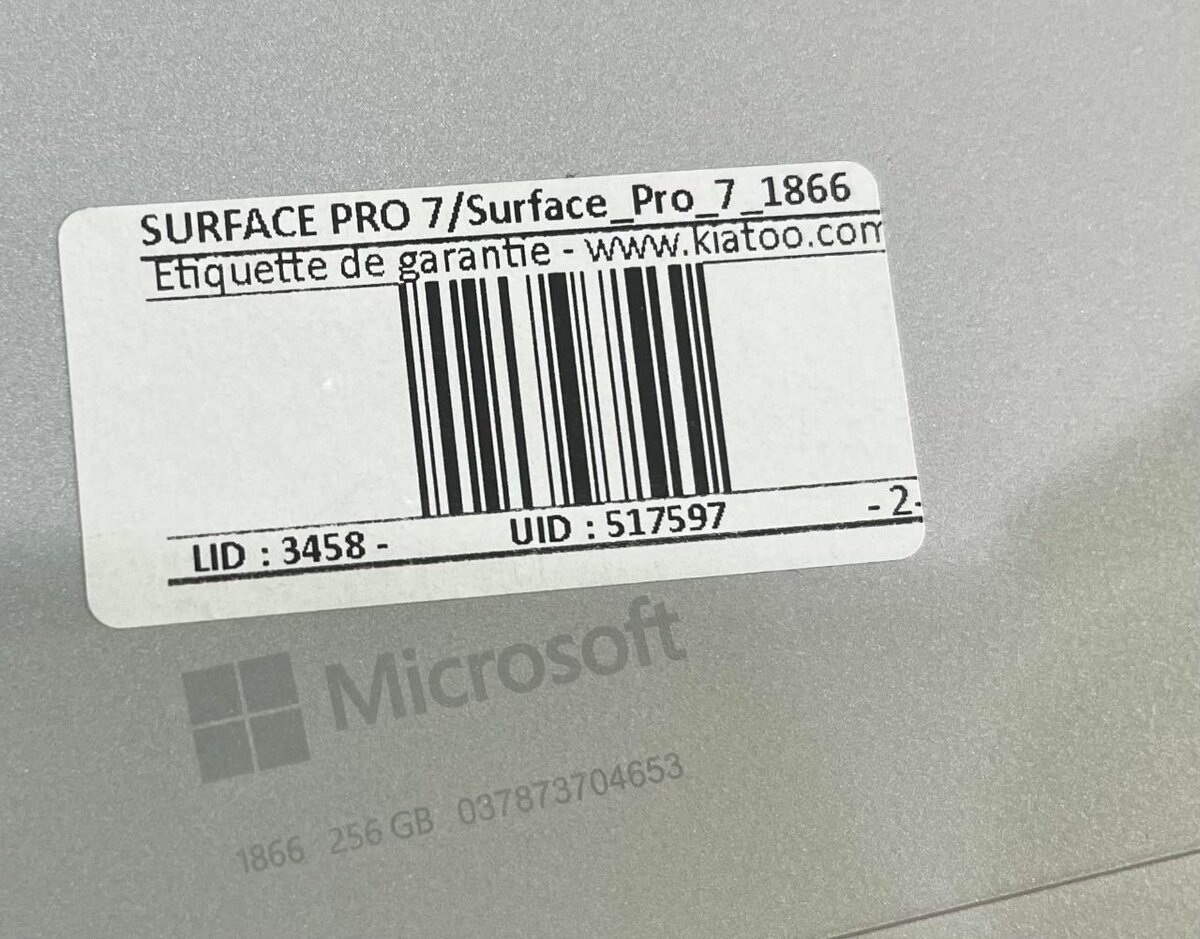 SURFACE PRO 7/Surface_Pro_7_1866
Etiquette de garantie - www.kiatoo.com
LID : 3458 - UID : 517597 - 2-
Microsoft
1866 256 GB 037873704653